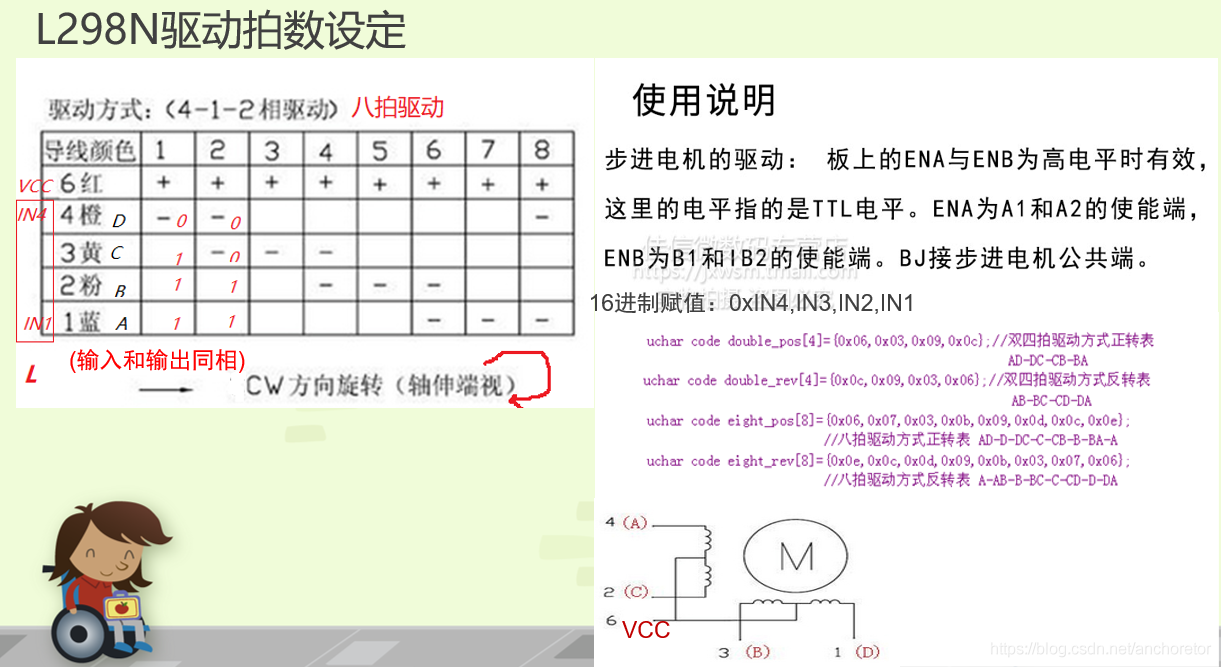 L298N驱动拍数设定
驱动方式:(4-1-2相驱动) 八拍驱动
导线颜色 1 2 3 4 5 6 7 8
VCC 6红 + + + + + + + +
IN4 4橙 D - 0 - 0 -
3黄 C 1 - 0 - -
2粉 B 1 1 - - -
IN1 1蓝 A 1 1 - - -
L
(输入和输出同相)
CW方向旋转(轴伸端视)
使用说明
步进电机的驱动: 板上的ENA与ENB为高电平时有效,
这里的电平指的是TTL电平。ENA为A1和A2的使能端,
ENB为B1和IB2的使能端。BJ接步进电机公共端。
https://jxwsm.tmall.com
16进制赋值:0xIN4,IN3,IN2,IN1
uchar code double_pos[4]={0x06,0x03,0x09,0x0c};//双四拍驱动方式正转表
AD-DC-CB-BA
uchar code double_rev[4]={0x0c,0x09,0x03,0x06};//双四拍驱动方式反转表
AB-BC-CD-DA
uchar code eight_pos[8]={0x06,0x07,0x03,0x0b,0x09,0x0d,0x0c,0x0e};
//八拍驱动方式正转表 AD-D-DC-C-CB-B-BA-A
uchar code eight_rev[8]={0x0e,0x0c,0x0d,0x09,0x0b,0x03,0x07,0x06};
//八拍驱动方式反转表 A-AB-B-BC-C-CD-D-DA
4 (A)
M
2 (C)
6
VCC
3 (B) 1 (D)
https://blog.csdn.net/anchoretor